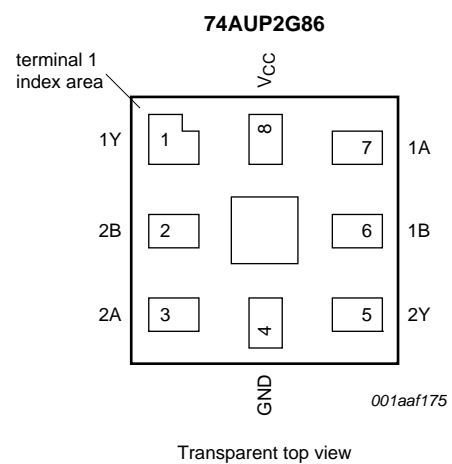 74AUP2G86
terminal 1
index area
VCC
1Y 1 8 7 1A
2B 2 6 1B
2A 3 4 5 2Y
GND
001aaf175
Transparent top view